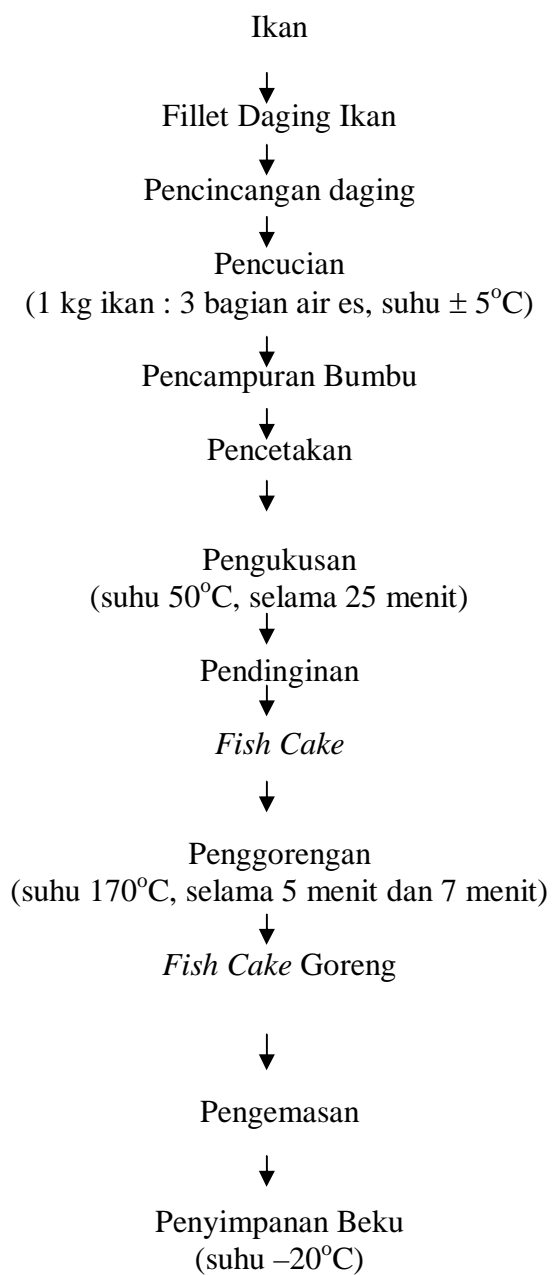 Ikan
Fillet Daging Ikan
Pencincangan daging
Pencucian
(1 kg ikan : 3 bagian air es, suhu ± 5°C)
Pencampuran Bumbu
Pencetakan
Pengukusan
(suhu 50°C, selama 25 menit)
Pendinginan
Fish Cake
Penggorengan
(suhu 170°C, selama 5 menit dan 7 menit)
Fish Cake Goreng
Pengemasan
Penyimpanan Beku
(suhu –20°C)